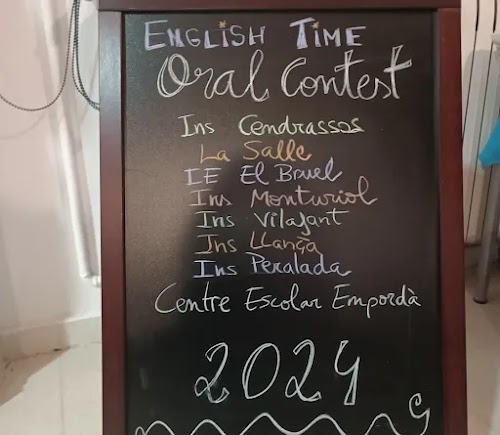 ENGLISH TIME
Oral Contest
Ins Cendrassos
La Salle
IE El Bruel
Ins Monturiol
Ins Vilafant
Ins Llançà
Ins Peralada
Centre Escolar Empordà
2024